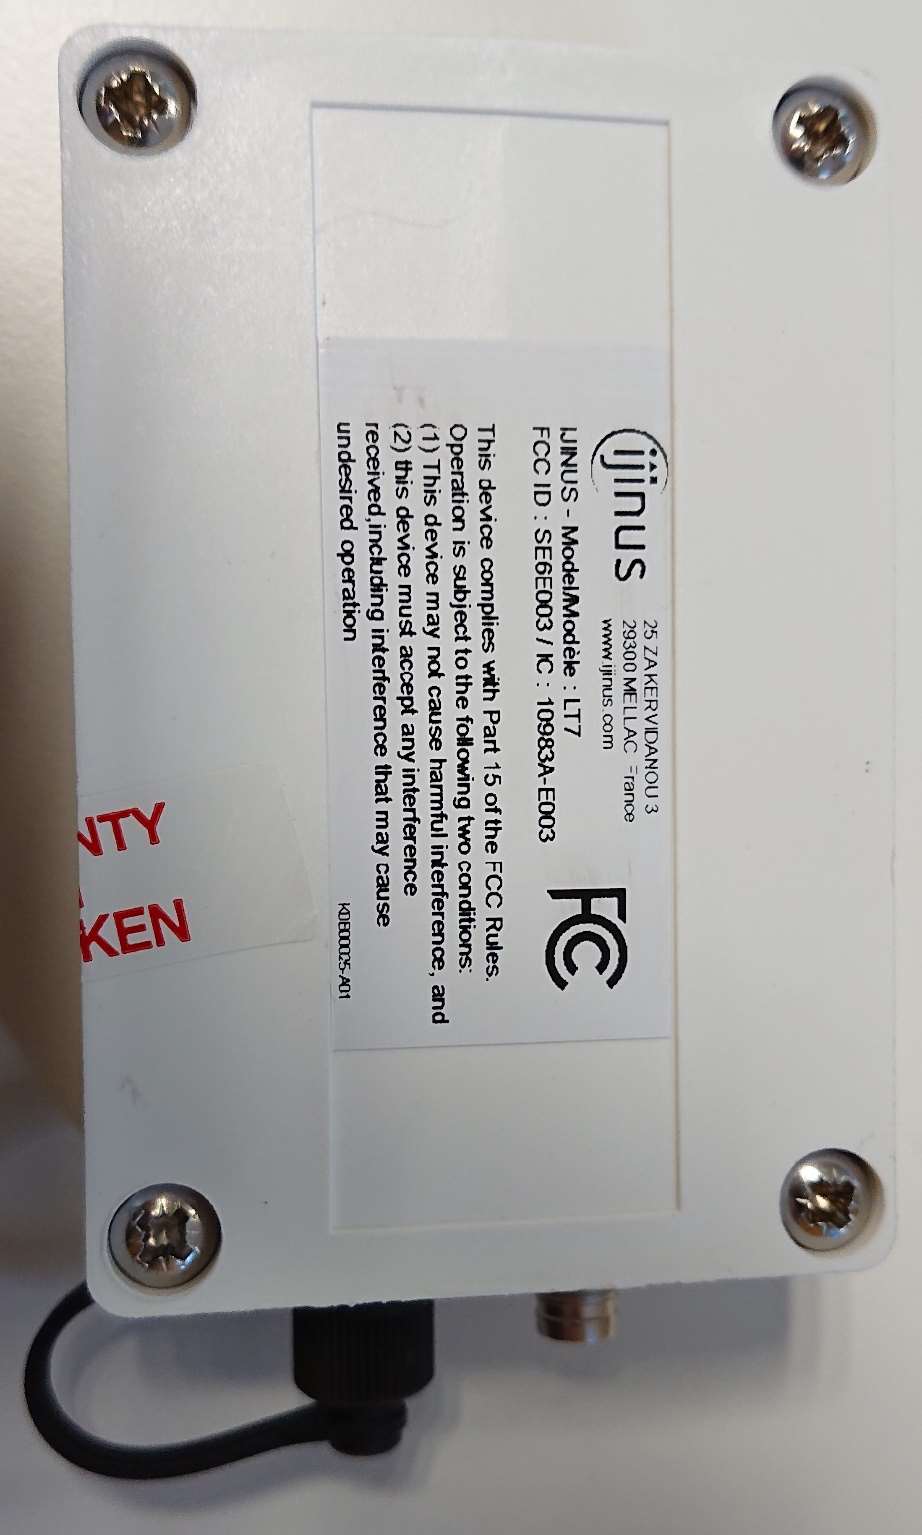 ijinus
25 ZA KERVIDANOU 3
29300 MELLAC France
www.ijinus.com
IJINUS - Model/Modèle : LT7
FCC ID : SE6E003 / IC : 10983A-E003
FCC
This device complies with Part 15 of the FCC Rules.
Operation is subject to the following two conditions:
(1) This device may not cause harmful interference, and
(2) this device must accept any interference
received,including interference that may cause
undesired operation
KDB00025-A01
NTY
KEN